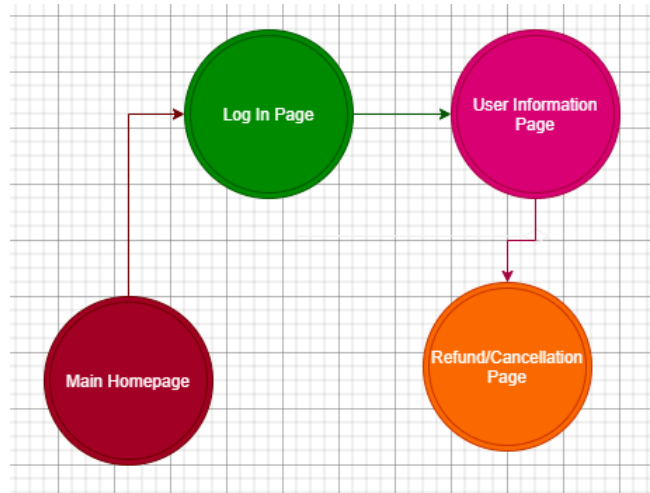 Log In Page
User Information
Page
Main Homepage
Refund/Cancellation
Page